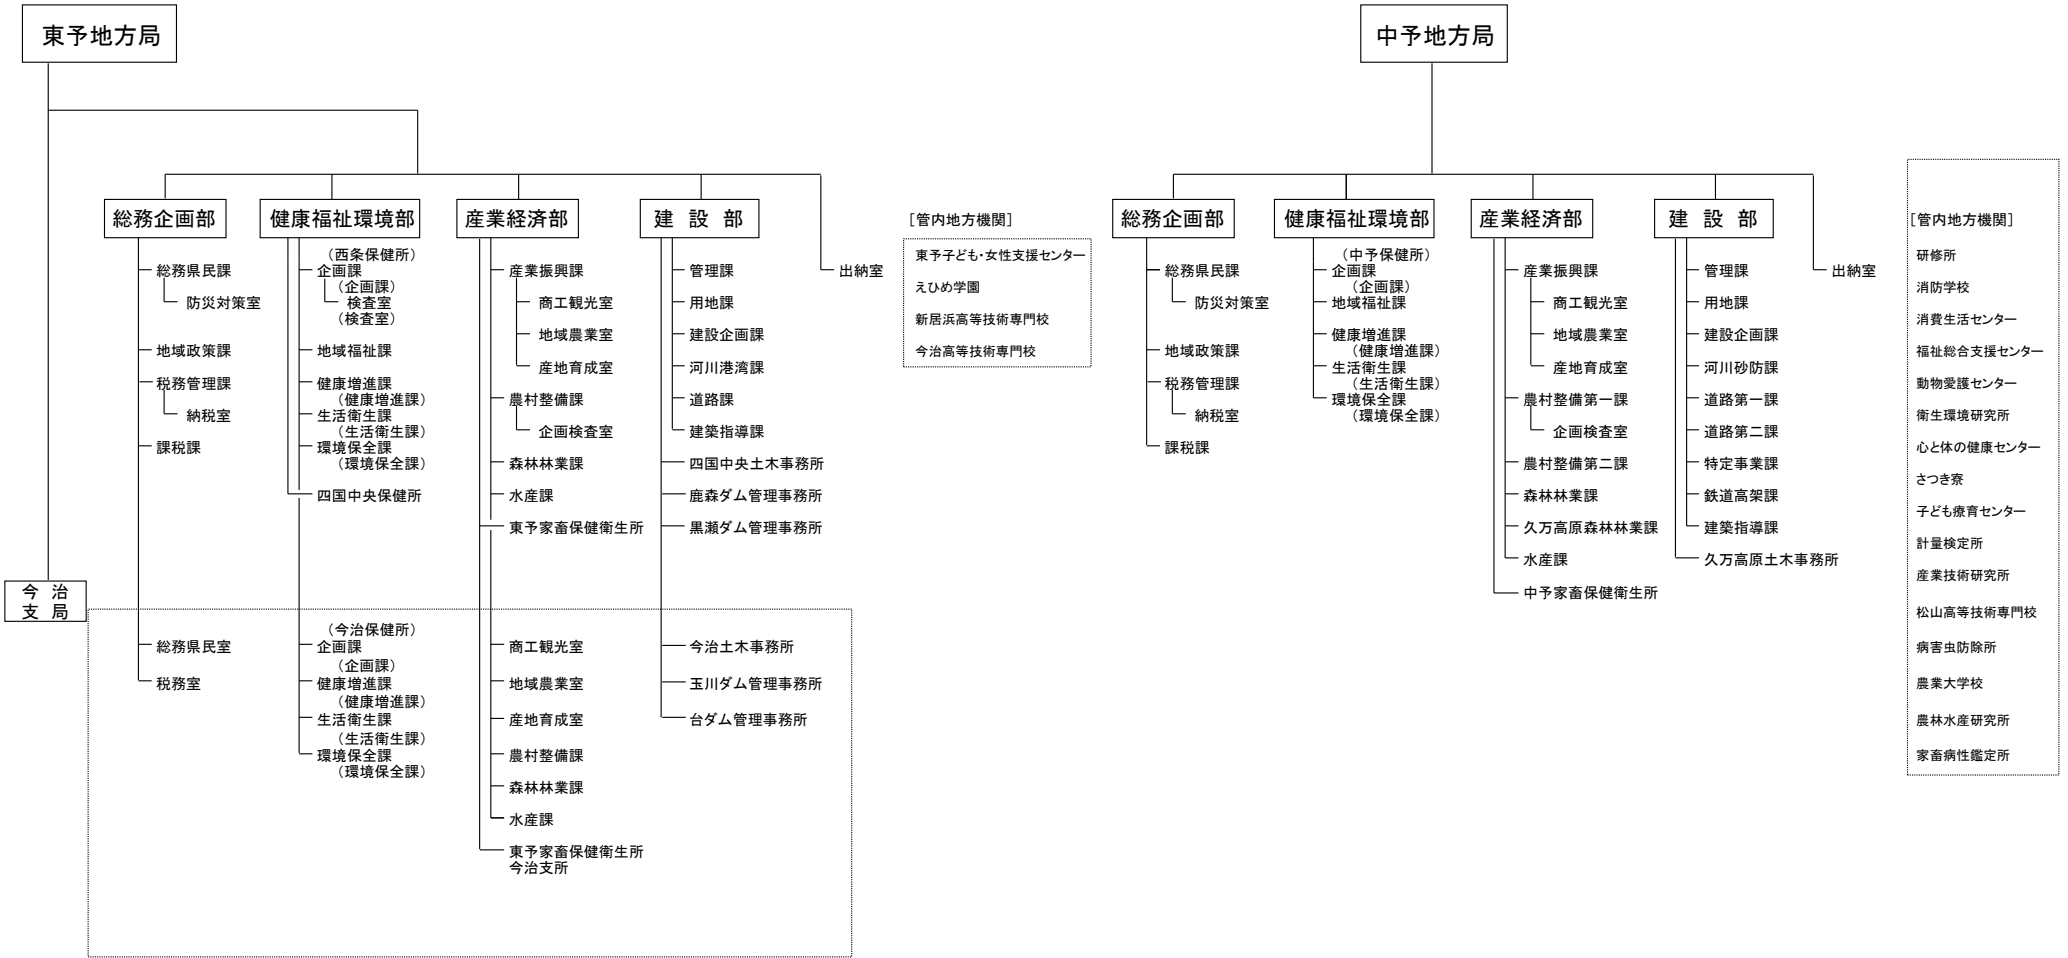 東予地方局
総務企画部
総務県民課
防災対策室
地域政策課
税務管理課
納税室
課税課
健康福祉環境部
（西条保健所）
企画課
（企画課）
検査室
（検査室）
地域福祉課
健康増進課
（健康増進課）
生活衛生課
（生活衛生課）
環境保全課
（環境保全課）
四国中央保健所
産業経済部
産業振興課
商工観光室
地域農業室
産地育成室
農村整備課
企画検査室
森林林業課
水産課
東予家畜保健衛生所
建　設　部
管理課
用地課
建設企画課
河川港湾課
道路課
建築指導課
四国中央土木事務所
鹿森ダム管理事務所
黒瀬ダム管理事務所
出納室
［管内地方機関］
東予子ども・女性支援センター
えひめ学園
新居浜高等技術専門校
今治高等技術専門校
今　治
支　局
総務県民室
税務室
（今治保健所）
企画課
（企画課）
健康増進課
（健康増進課）
生活衛生課
（生活衛生課）
環境保全課
（環境保全課）
商工観光室
地域農業室
産地育成室
農村整備課
森林林業課
水産課
東予家畜保健衛生所
今治支所
今治土木事務所
玉川ダム管理事務所
台ダム管理事務所
中予地方局
総務企画部
総務県民課
防災対策室
地域政策課
税務管理課
納税室
課税課
健康福祉環境部
（中予保健所）
企画課
（企画課）
地域福祉課
健康増進課
（健康増進課）
生活衛生課
（生活衛生課）
環境保全課
（環境保全課）
産業経済部
産業振興課
商工観光室
地域農業室
産地育成室
農村整備第一課
企画検査室
農村整備第二課
森林林業課
久万高原森林林業課
水産課
中予家畜保健衛生所
建　設　部
管理課
用地課
建設企画課
河川砂防課
道路第一課
道路第二課
特定事業課
鉄道高架課
建築指導課
久万高原土木事務所
出納室
［管内地方機関］
研修所
消防学校
消費生活センター
福祉総合支援センター
動物愛護センター
衛生環境研究所
心と体の健康センター
さつき寮
子ども療育センター
計量検定所
産業技術研究所
松山高等技術専門校
病害虫防除所
農業大学校
農林水産研究所
家畜病性鑑定所